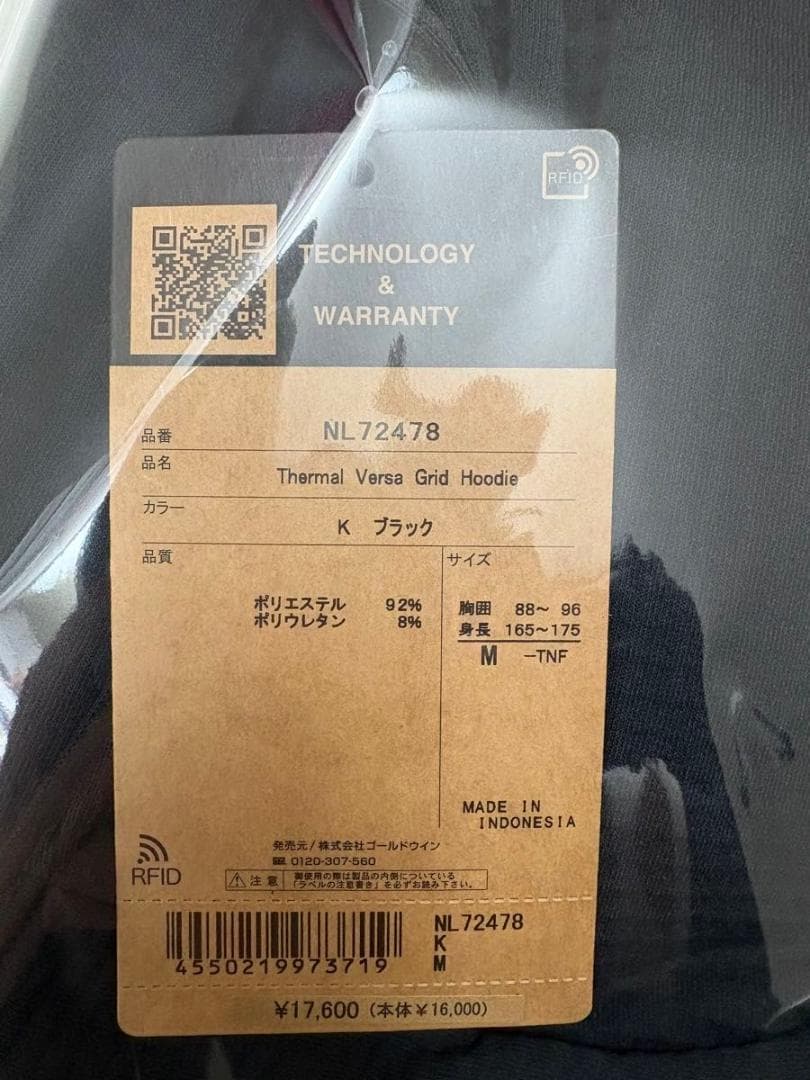 RFID
TECHNOLOGY
&
WARRANTY
品番 NL72478
品名 Thermal Versa Grid Hoodie
カラー K ブラック
品質
ポリエステル 92%
ポリウレタン 8%
サイズ
胸囲 88～ 96
身長 165～175
M -TNF
MADE IN
INDONESIA
RFID
発売元/株式会社ゴールドウイン
0120-307-560
注意 御使用の際は製品の内側についている
「ラベルの注意書き」を必ずお読み下さい。
4550219973719
NL72478
K
M
¥17,600 (本体¥16,000)